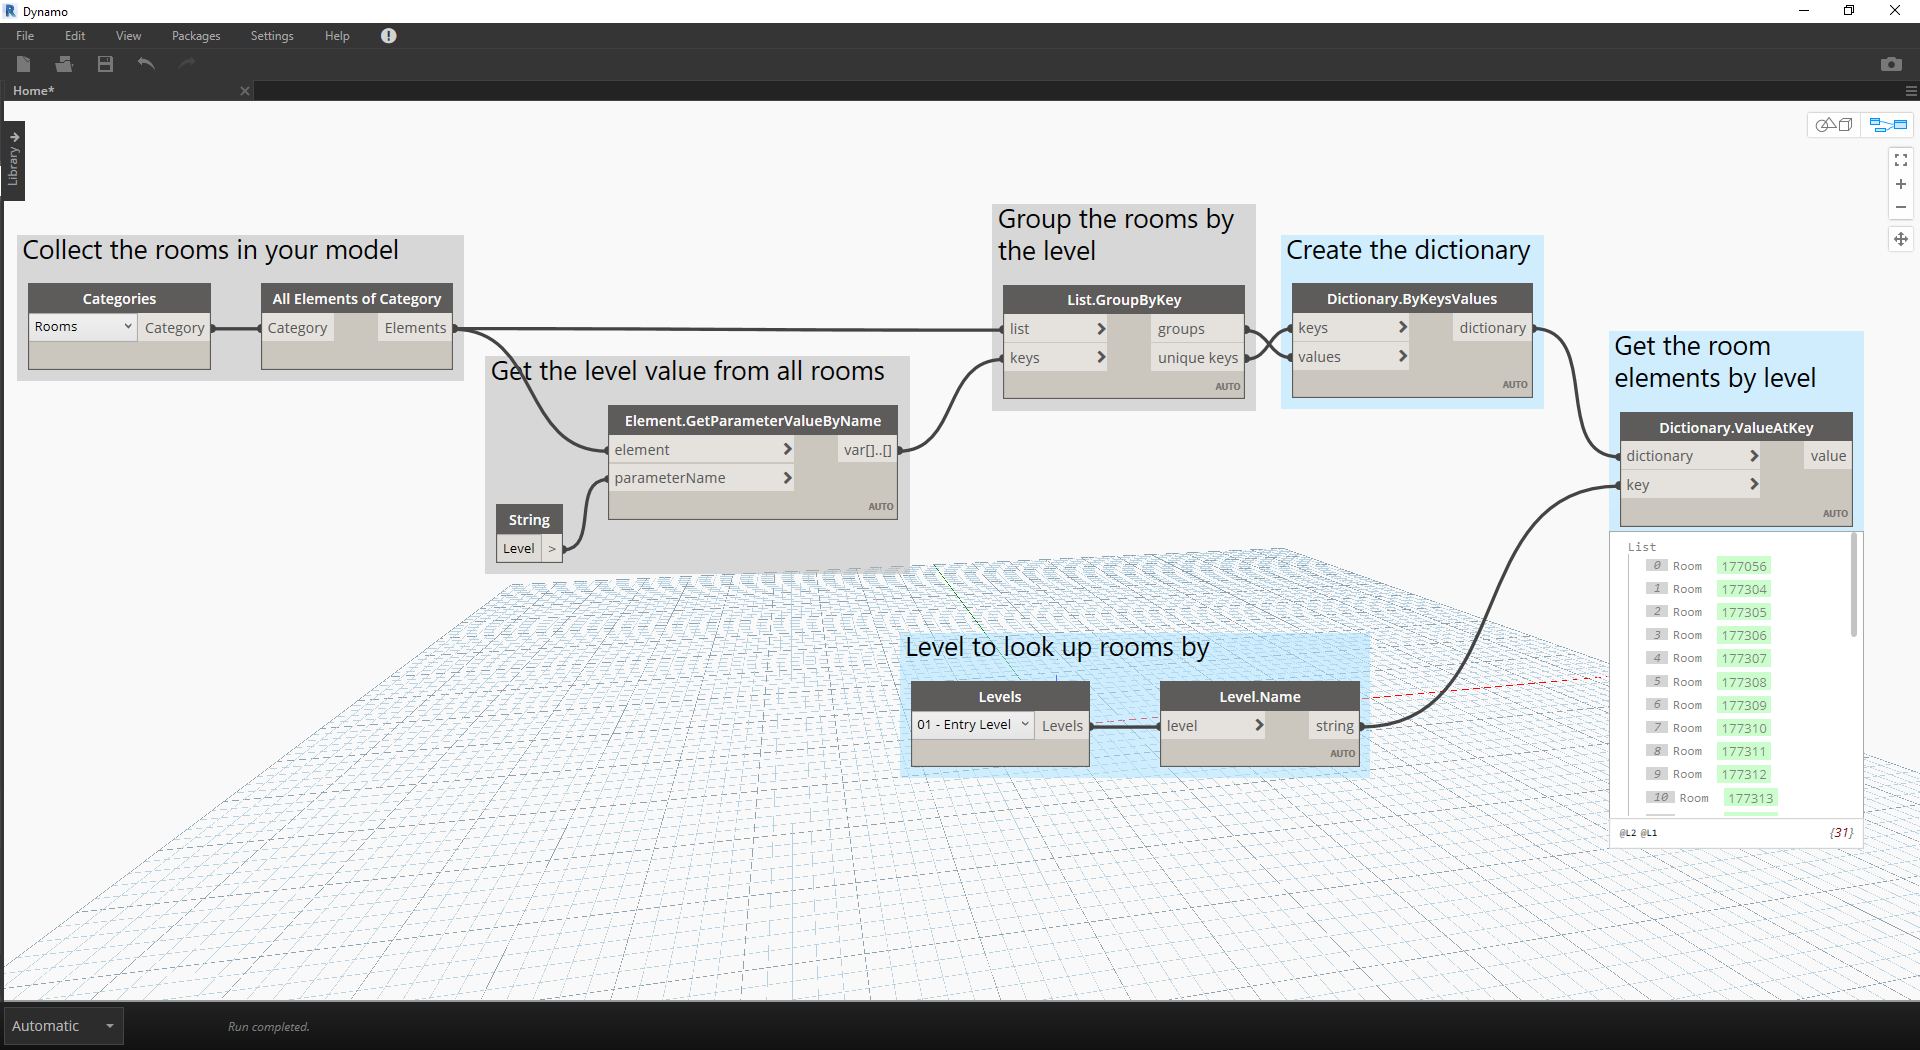 Dynamo
File Edit View Packages Settings Help
Home*
Library
Collect the rooms in your model
Categories
Rooms Category
All Elements of Category
Category Elements
Get the level value from all rooms
Element.GetParameterValueByName
element var[]..[]
parameterName
AUTO
String
Level >
Group the rooms by
the level
List.GroupByKey
list groups
keys unique keys
AUTO
Create the dictionary
Dictionary.ByKeysValues
keys dictionary
values
AUTO
Get the room
elements by level
Dictionary.ValueAtKey
dictionary value
key
AUTO
List
0 Room 177056
1 Room 177304
2 Room 177305
3 Room 177306
4 Room 177307
5 Room 177308
6 Room 177309
7 Room 177310
8 Room 177311
9 Room 177312
10 Room 177313
@L2 @L1 {31}
Level to look up rooms by
Levels
01 - Entry Level Levels
Level.Name
level string
AUTO
Automatic
Run completed.